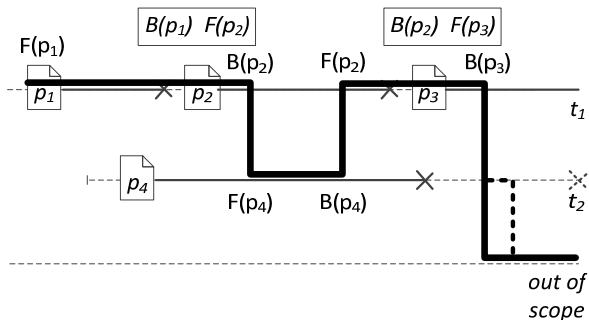 B(p₁) F(p₂)
B(p₂) F(p₃)
F(p₁)
B(p₂)
F(p₂)
B(p₃)
p₁
p₂
p₃
t₁
p₄
F(p₄)
B(p₄)
t₂
out of
scope